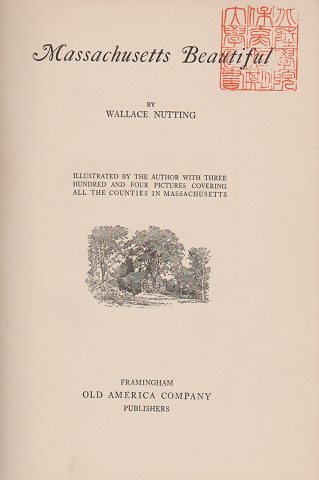 Massachusetts Beautiful
BY
WALLACE NUTTING
ILLUSTRATED BY THE AUTHOR WITH THREE
HUNDRED AND FOUR PICTURES COVERING
ALL THE COUNTIES IN MASSACHUSETTS
FRAMINGHAM
OLD AMERICA COMPANY
PUBLISHERS